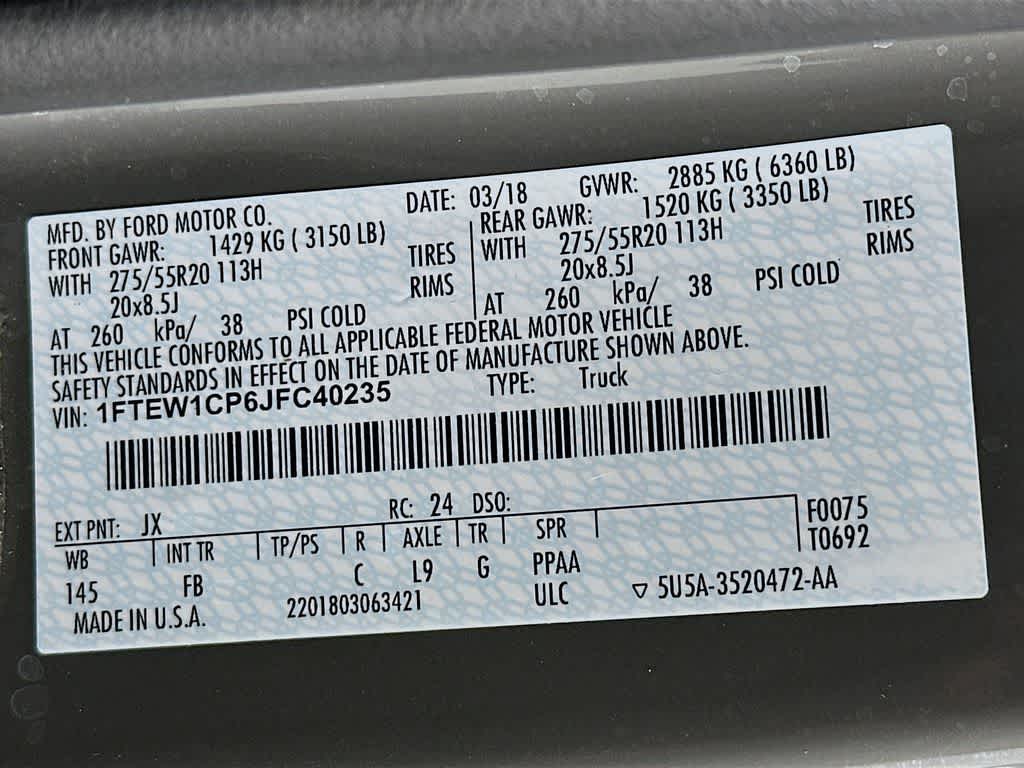 MFD. BY FORD MOTOR CO. DATE: 03/18 GVWR: 2885 KG ( 6360 LB)
FRONT GAWR: 1429 KG ( 3150 LB) REAR GAWR: 1520 KG ( 3350 LB)
WITH 275/55R20 113H TIRES WITH 275/55R20 113H TIRES
20x8.5J RIMS 20x8.5J RIMS
AT 260 kPa/ 38 PSI COLD AT 260 kPa/ 38 PSI COLD
THIS VEHICLE CONFORMS TO ALL APPLICABLE FEDERAL MOTOR VEHICLE
SAFETY STANDARDS IN EFFECT ON THE DATE OF MANUFACTURE SHOWN ABOVE.
VIN: 1FTEW1CP6JFC40235 TYPE: Truck
EXT PNT: JX RC: 24 DSO: F0075
WB INT TR TP/PS R AXLE TR SPR T0692
145 FB C L9 G PPAA
MADE IN U.S.A. 2201803063421 ULC ▽ 5U5A-3520472-AA